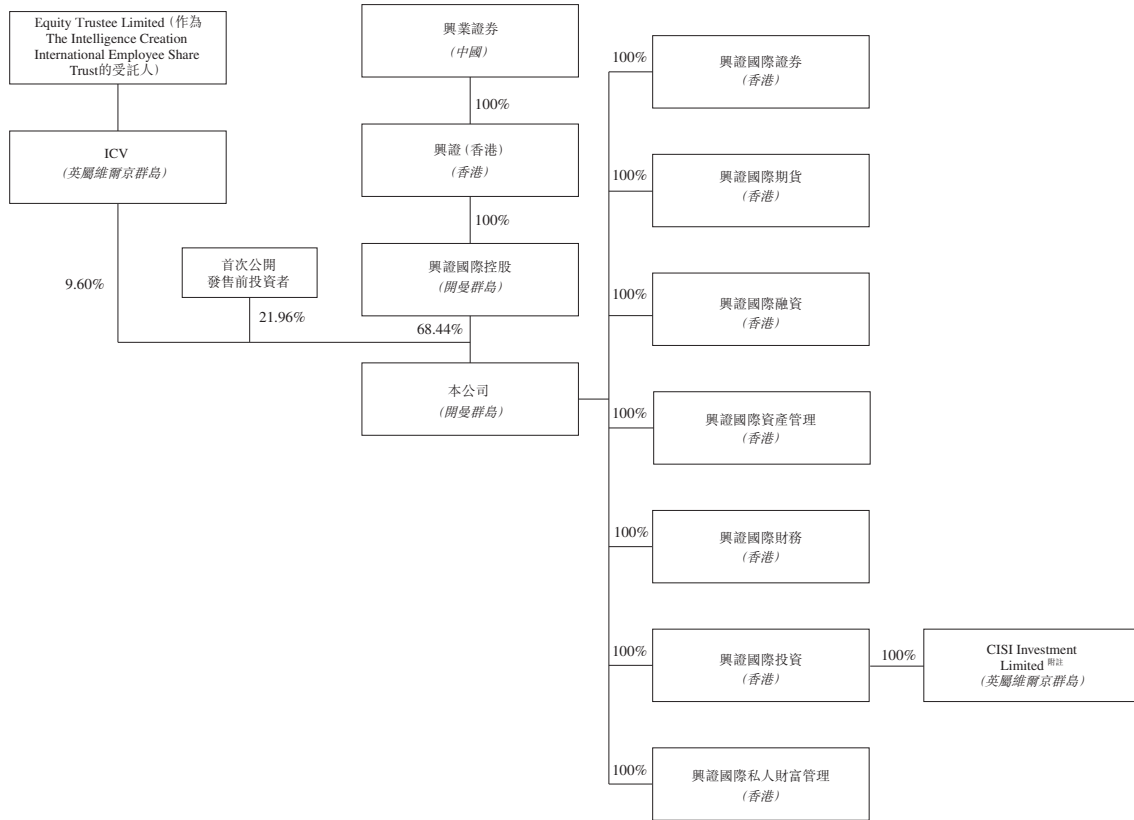 Equity Trustee Limited (作為
The Intelligence Creation
International Employee Share
Trust的受託人)
ICV
(英屬維爾京群島)
9.60%
首次公開
發售前投資者
21.96%
興業證券
(中國)
100%
興證(香港)
(香港)
100%
興證國際控股
(開曼群島)
68.44%
本公司
(開曼群島)
100%
興證國際證券
(香港)
100%
興證國際期貨
(香港)
100%
興證國際融資
(香港)
100%
興證國際資產管理
(香港)
100%
興證國際財務
(香港)
100%
興證國際投資
(香港)
100%
CISI Investment
Limited 附註
(英屬維爾京群島)
100%
興證國際私人財富管理
(香港)